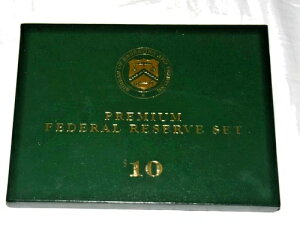 PREMIUM
FEDERAL RESERVE SET
$10